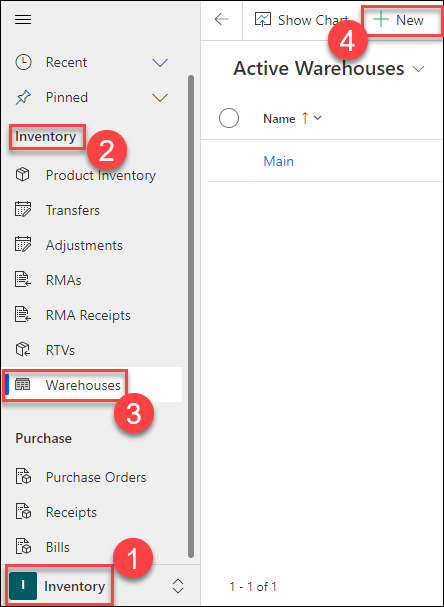 Recent
Pinned
Inventory
2
Product Inventory
Transfers
Adjustments
RMAs
RMA Receipts
RTVs
Warehouses
3
Purchase
Purchase Orders
Receipts
Bills
1
I Inventory
Show Chart
New
4
Active Warehouses
Name
Main
1 - 1 of 1